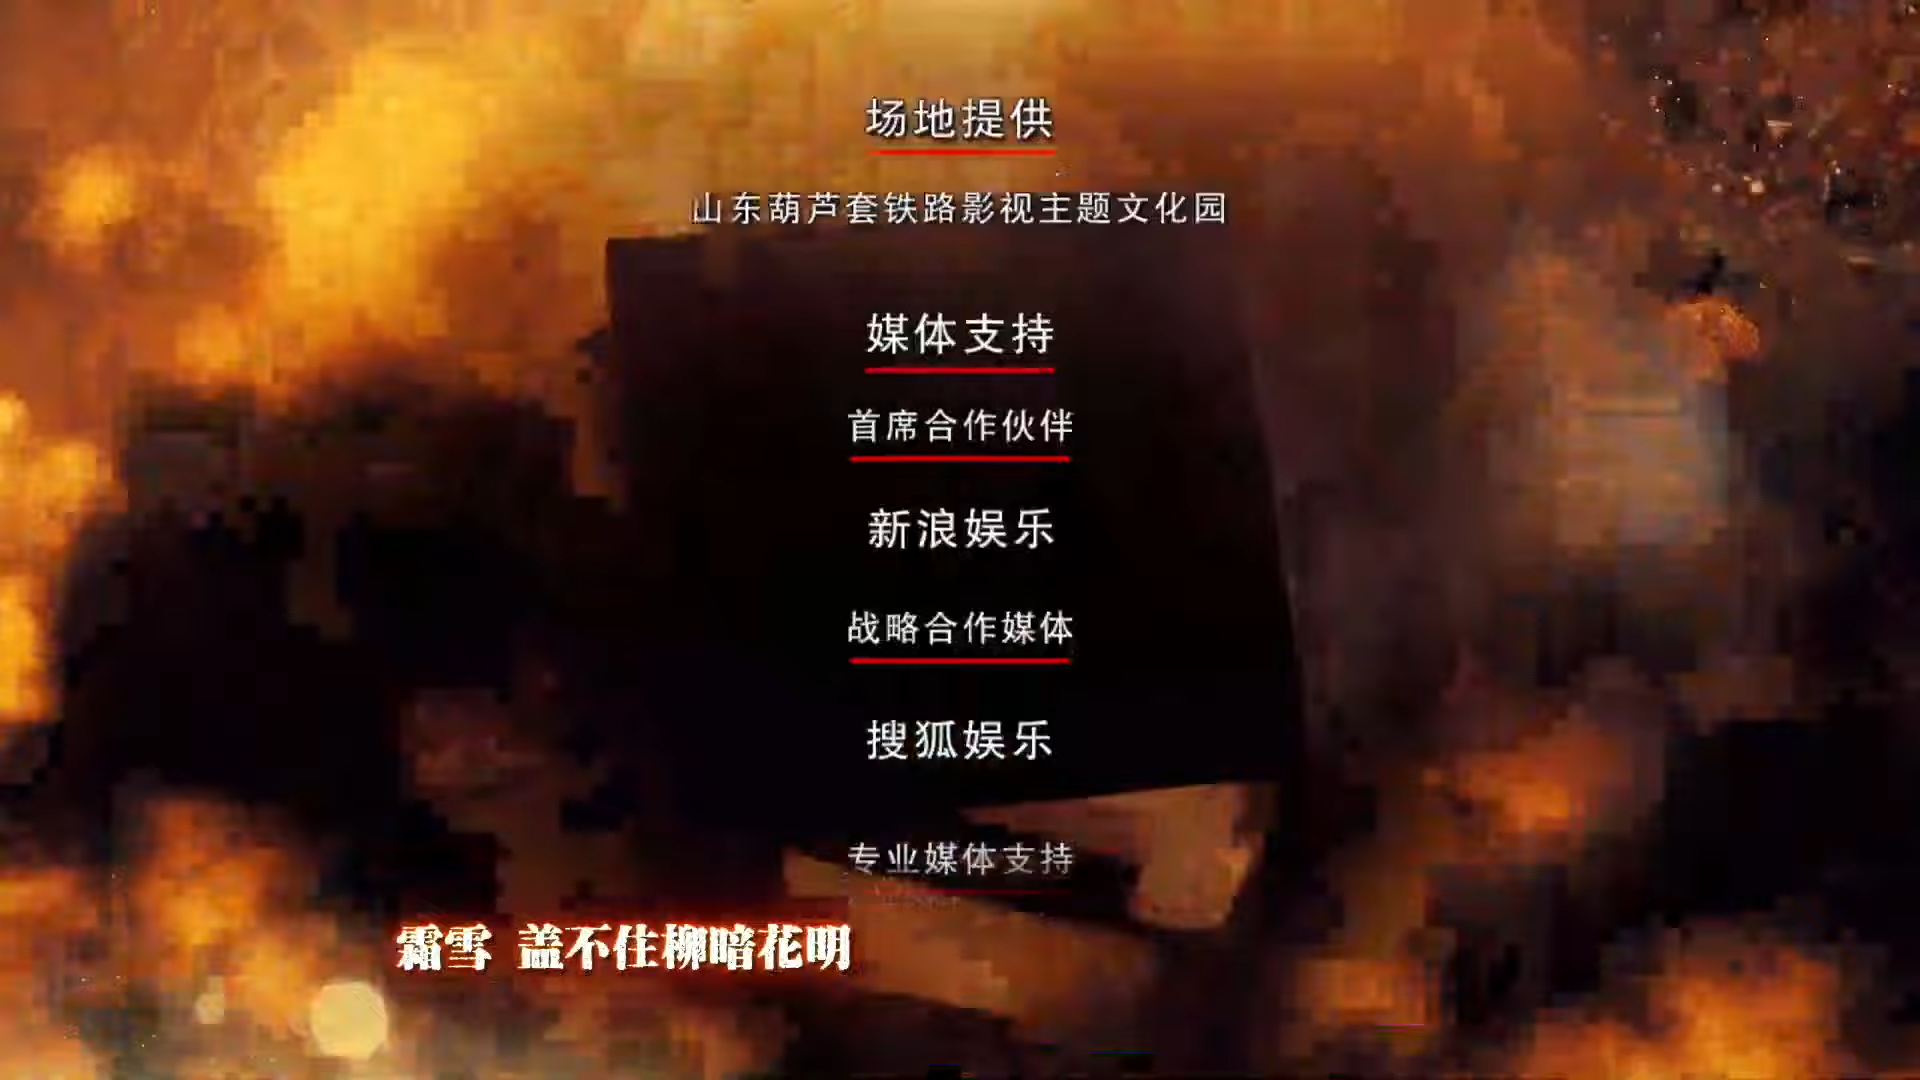 场地提供
山东葫芦套铁路影视主题文化园
媒体支持
首席合作伙伴
新浪娱乐
战略合作媒体
搜狐娱乐
专业媒体支持
霜雪 盖不住柳暗花明